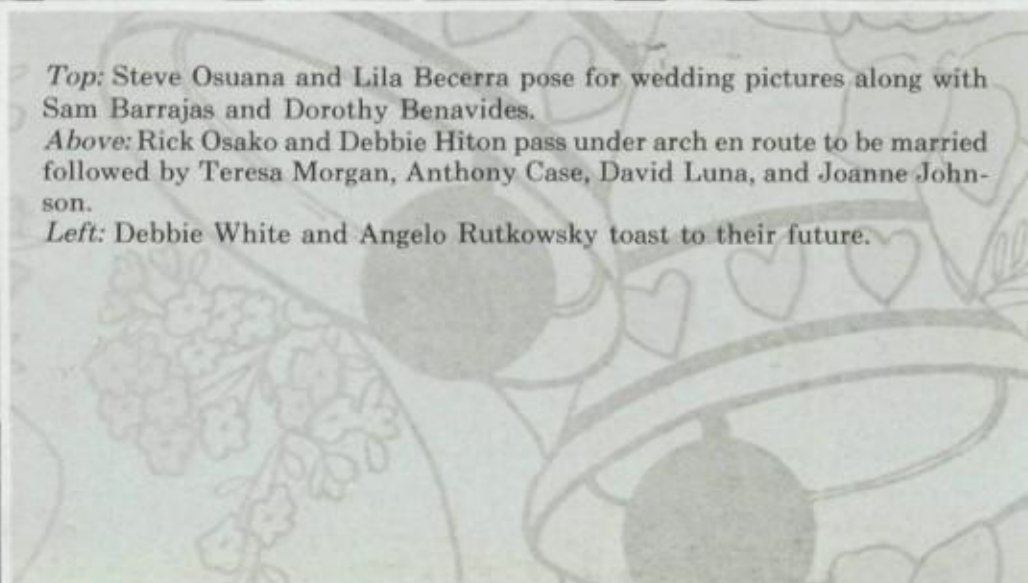 Top: Steve Osuana and Lila Becerra pose for wedding pictures along with
Sam Barrajas and Dorothy Benavides.
Above: Rick Osako and Debbie Hiton pass under arch en route to be married
followed by Teresa Morgan, Anthony Case, David Luna, and Joanne John-
son.
Left: Debbie White and Angelo Rutkowsky toast to their future.